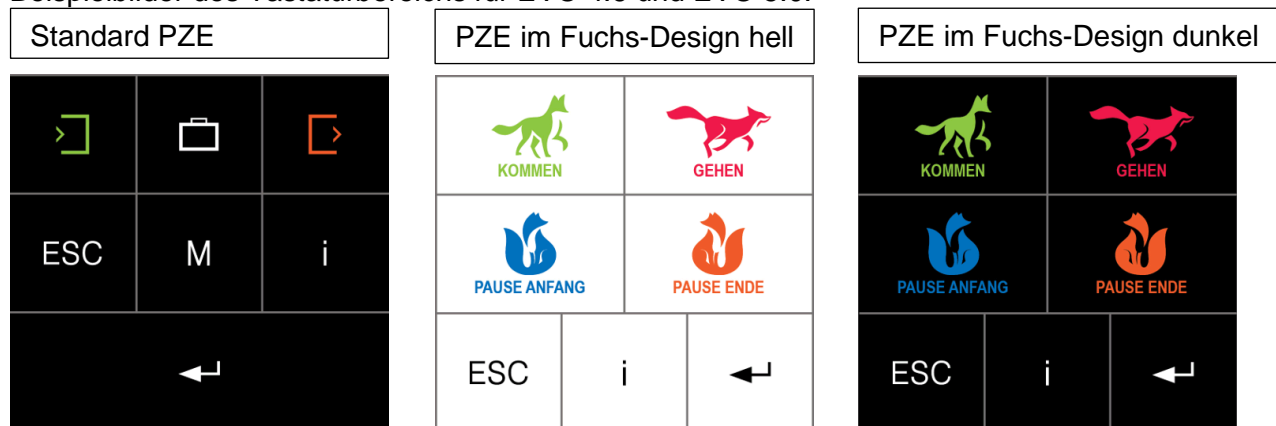 Standard PZE
ESC M i
PZE im Fuchs-Design hell
KOMMEN GEHEN
PAUSE ANFANG PAUSE ENDE
ESC i
PZE im Fuchs-Design dunkel
KOMMEN GEHEN
PAUSE ANFANG PAUSE ENDE
ESC i